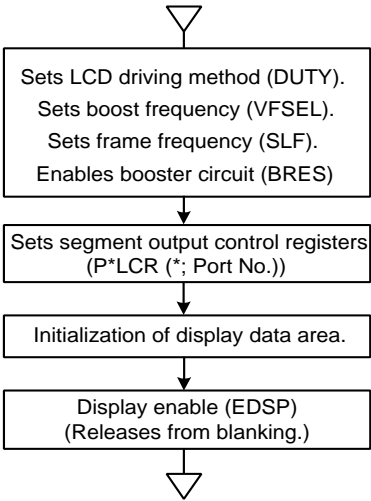 Sets LCD driving method (DUTY).
Sets boost frequency (VFSEL).
Sets frame frequency (SLF).
Enables booster circuit (BRES)
Sets segment output control registers
(P*LCR (*; Port No.))
Initialization of display data area.
Display enable (EDSP)
(Releases from blanking.)